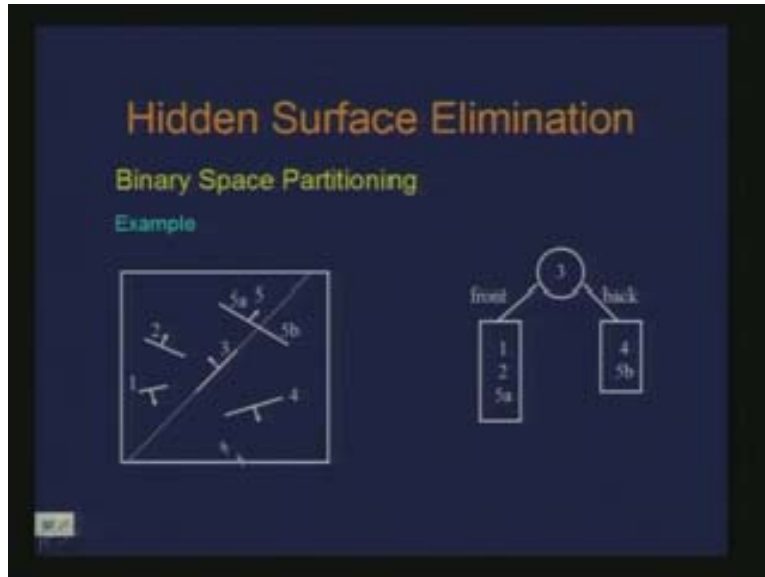 Hidden Surface Elimination
Binary Space Partitioning
Example
5a 5
2
5b
3
1
4
3
front back
1
2
5a
4
5b